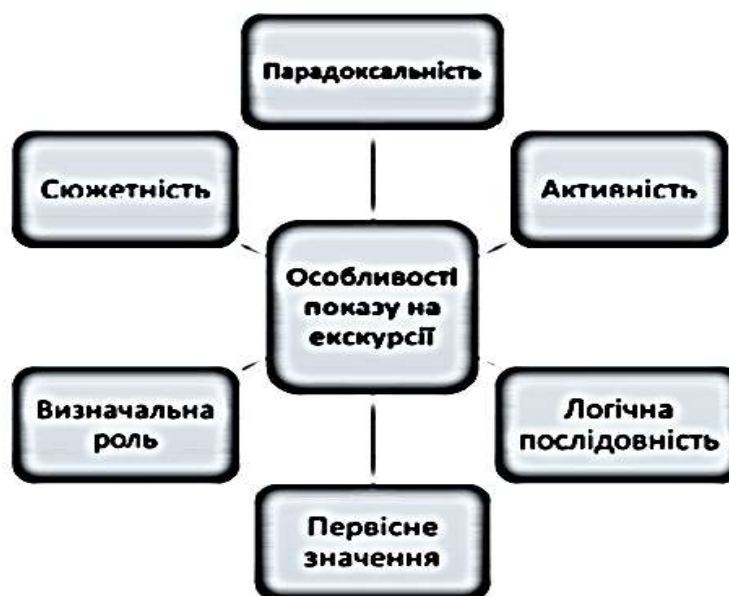 Парадоксальність
Сюжетність
Активність
Особливості
показу на
екскурсії
Визначальна
роль
Логічна
послідовність
Первісне
значення